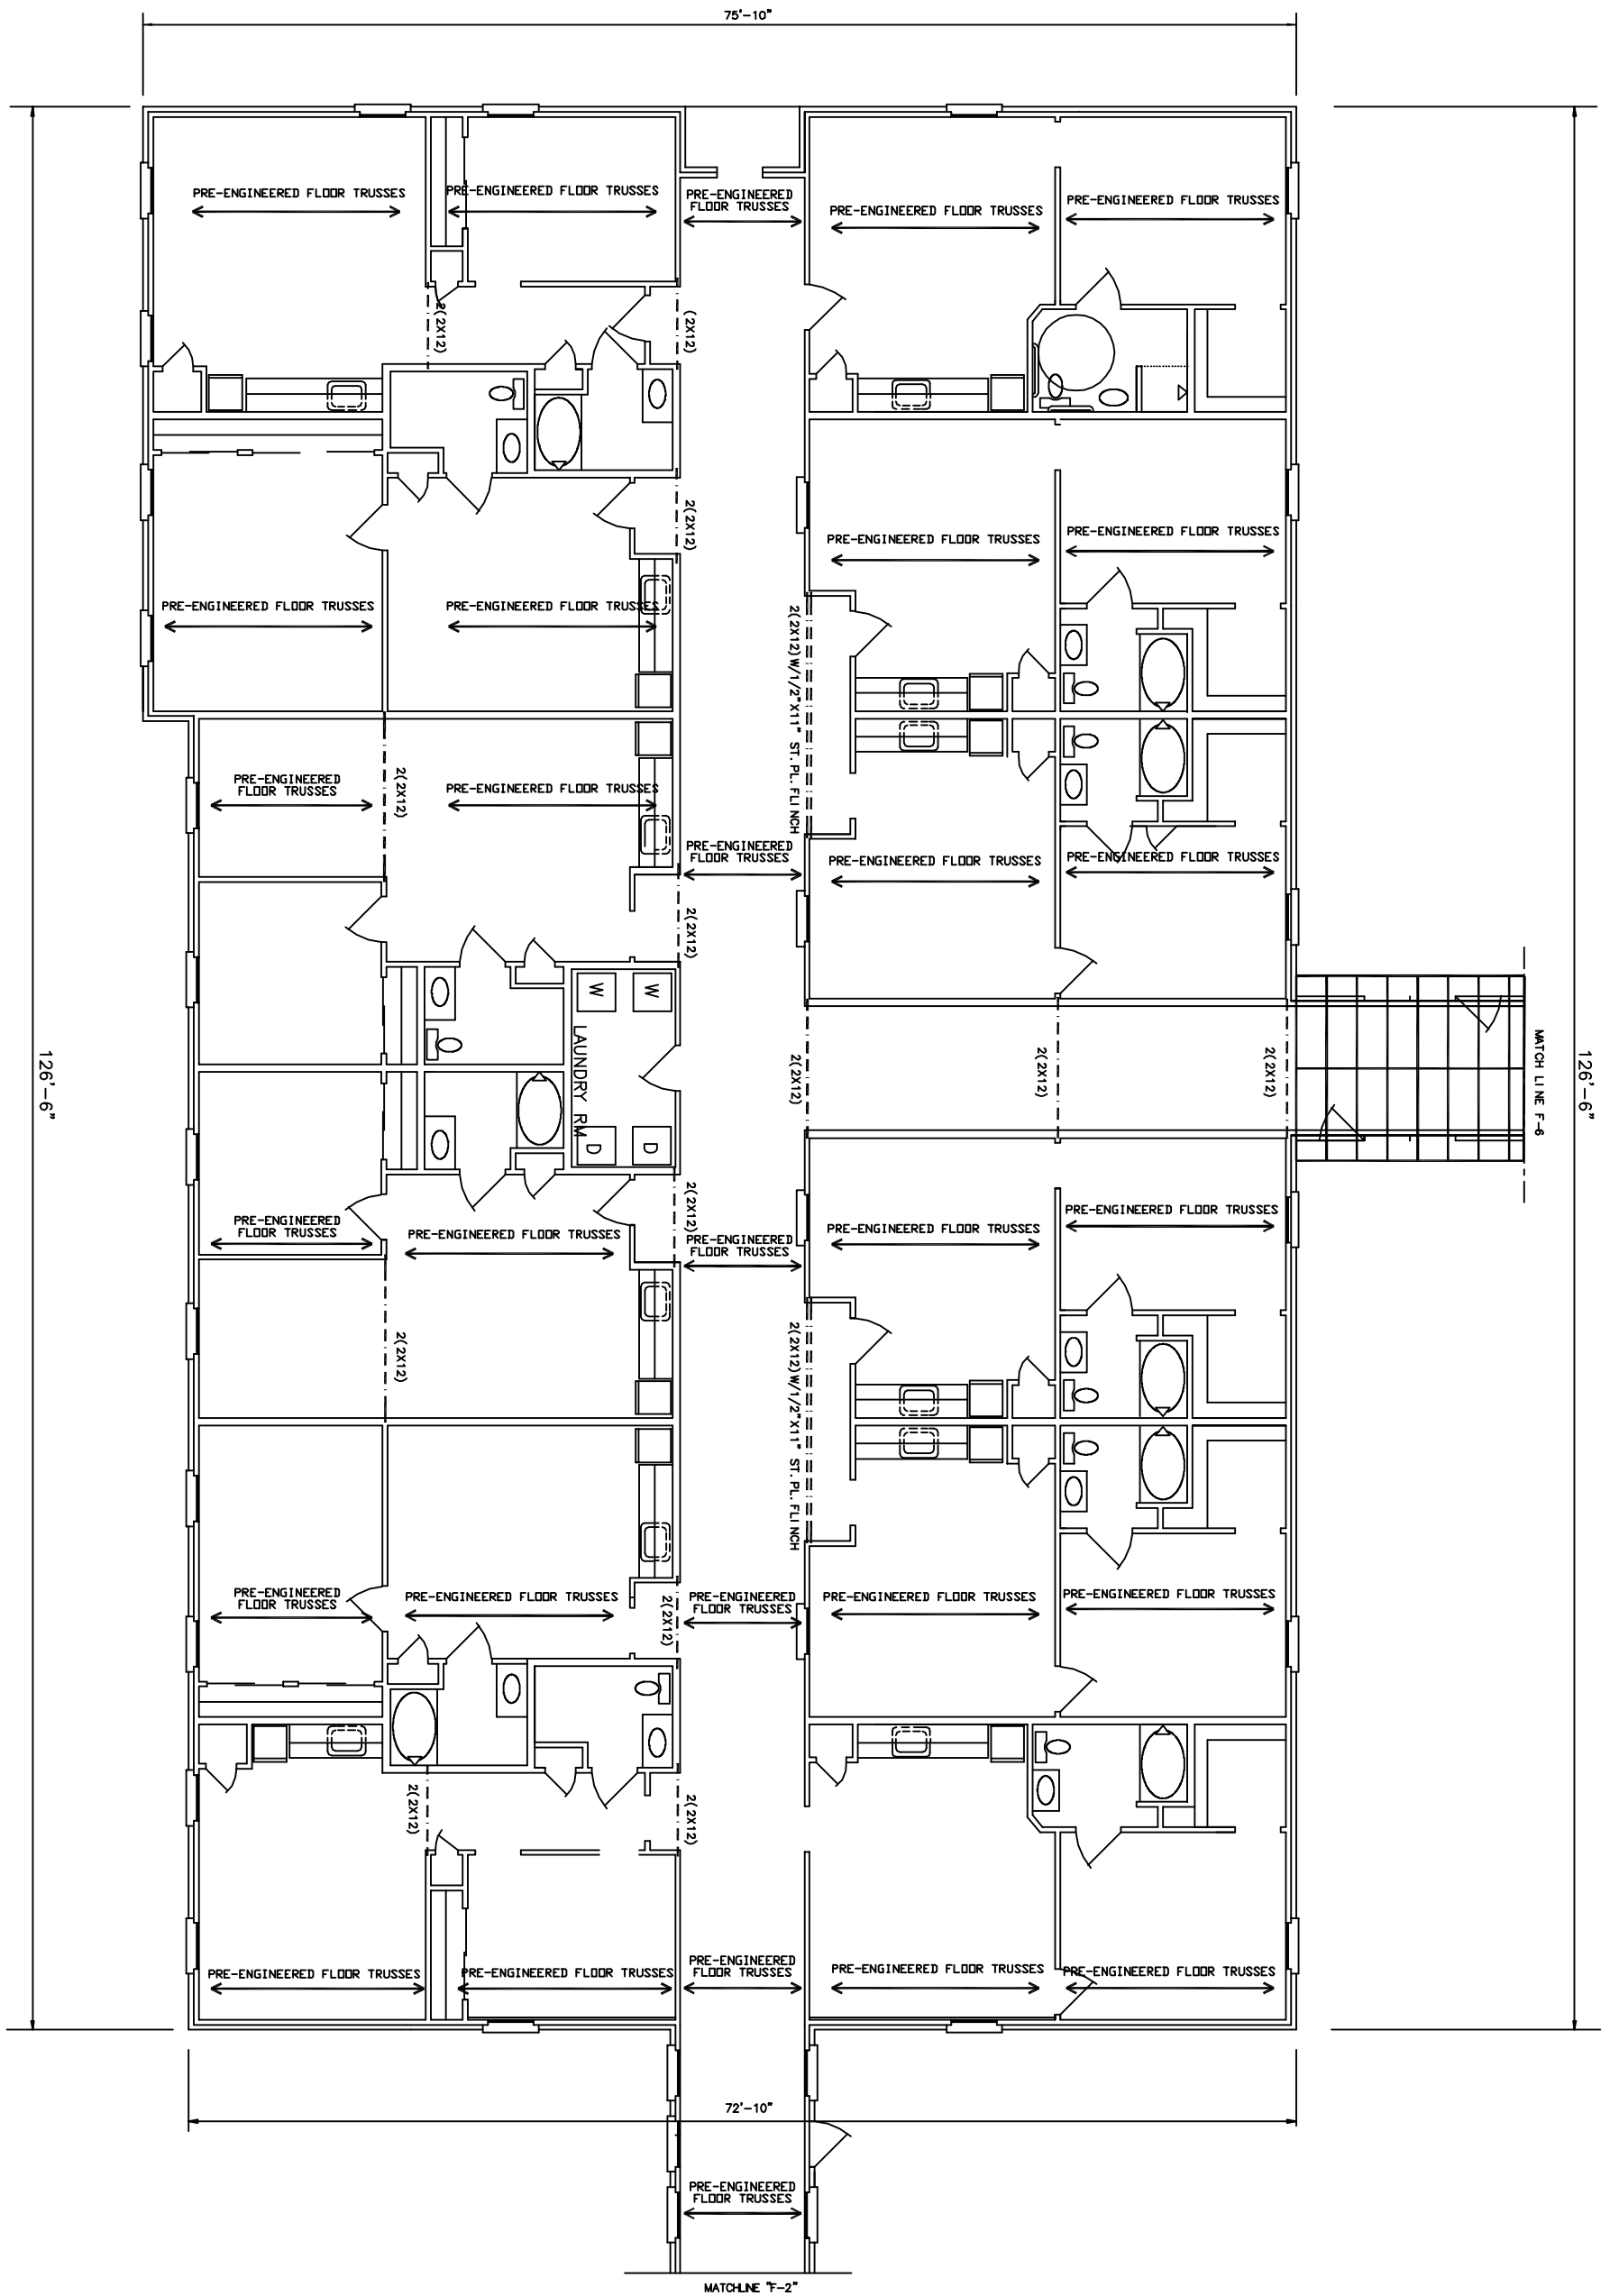 75'-10"
PRE-ENGINEERED FLOOR TRUSSES
PRE-ENGINEERED FLOOR TRUSSES
PRE-ENGINEERED
FLOOR TRUSSES
PRE-ENGINEERED FLOOR TRUSSES
PRE-ENGINEERED FLOOR TRUSSES
2(2X12)
(2X12)
2(2X12)
PRE-ENGINEERED FLOOR TRUSSES
PRE-ENGINEERED FLOOR TRUSSES
PRE-ENGINEERED FLOOR TRUSSES
PRE-ENGINEERED FLOOR TRUSSES
2(2X12)W/1/2"X11" ST. PL. FLINCH
PRE-ENGINEERED
FLOOR TRUSSES
2(2X12)
PRE-ENGINEERED FLOOR TRUSSES
PRE-ENGINEERED
FLOOR TRUSSES
PRE-ENGINEERED FLOOR TRUSSES
PRE-ENGINEERED FLOOR TRUSSES
2(2X12)
W
W
LAUNDRY RM
D
D
2(2X12)
2(2X12)
2(2X12)
MATCH LINE F-6
126'-6"
126'-6"
2(2X12)
PRE-ENGINEERED
FLOOR TRUSSES
PRE-ENGINEERED FLOOR TRUSSES
PRE-ENGINEERED
FLOOR TRUSSES
PRE-ENGINEERED FLOOR TRUSSES
PRE-ENGINEERED FLOOR TRUSSES
2(2X12)
2(2X12)W/1/2"X11" ST. PL. FLINCH
PRE-ENGINEERED
FLOOR TRUSSES
PRE-ENGINEERED FLOOR TRUSSES
2(2X12)
PRE-ENGINEERED
FLOOR TRUSSES
PRE-ENGINEERED FLOOR TRUSSES
PRE-ENGINEERED FLOOR TRUSSES
2(2X12)
2(2X12)
PRE-ENGINEERED FLOOR TRUSSES
PRE-ENGINEERED FLOOR TRUSSES
PRE-ENGINEERED
FLOOR TRUSSES
PRE-ENGINEERED FLOOR TRUSSES
PRE-ENGINEERED FLOOR TRUSSES
72'-10"
PRE-ENGINEERED
FLOOR TRUSSES
MATCHLINE "F-2"